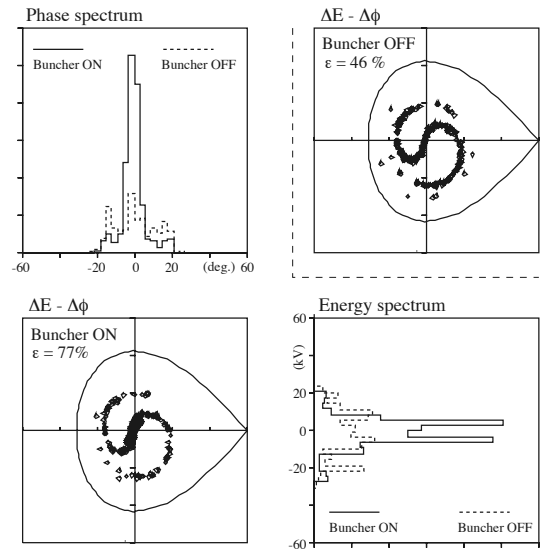 Phase spectrum
Buncher ON
Buncher OFF
-60
-20
0
20
(deg.)
60
ΔE - Δϕ
Buncher OFF
ε = 46 %
ΔE - Δϕ
Buncher ON
ε = 77%
Energy spectrum
60
(kV)
20
0
-20
-60
Buncher ON
Buncher OFF